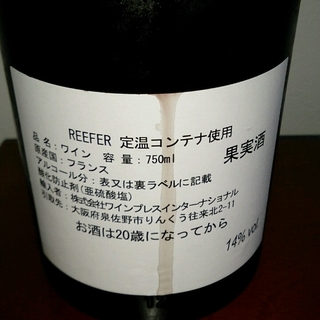 REEFER 定温コンテナ使用
品 名：ワイン 容 量：750ml
原産国：フランス
果実酒
アルコール分：表又は裏ラベルに記載
酸化防止剤(亜硫酸塩)
輸入者：株式会社ワインプレスインターナショナル
引取先：大阪府泉佐野市りんくう往来北2-11
お酒は20歳になってから
14% vol